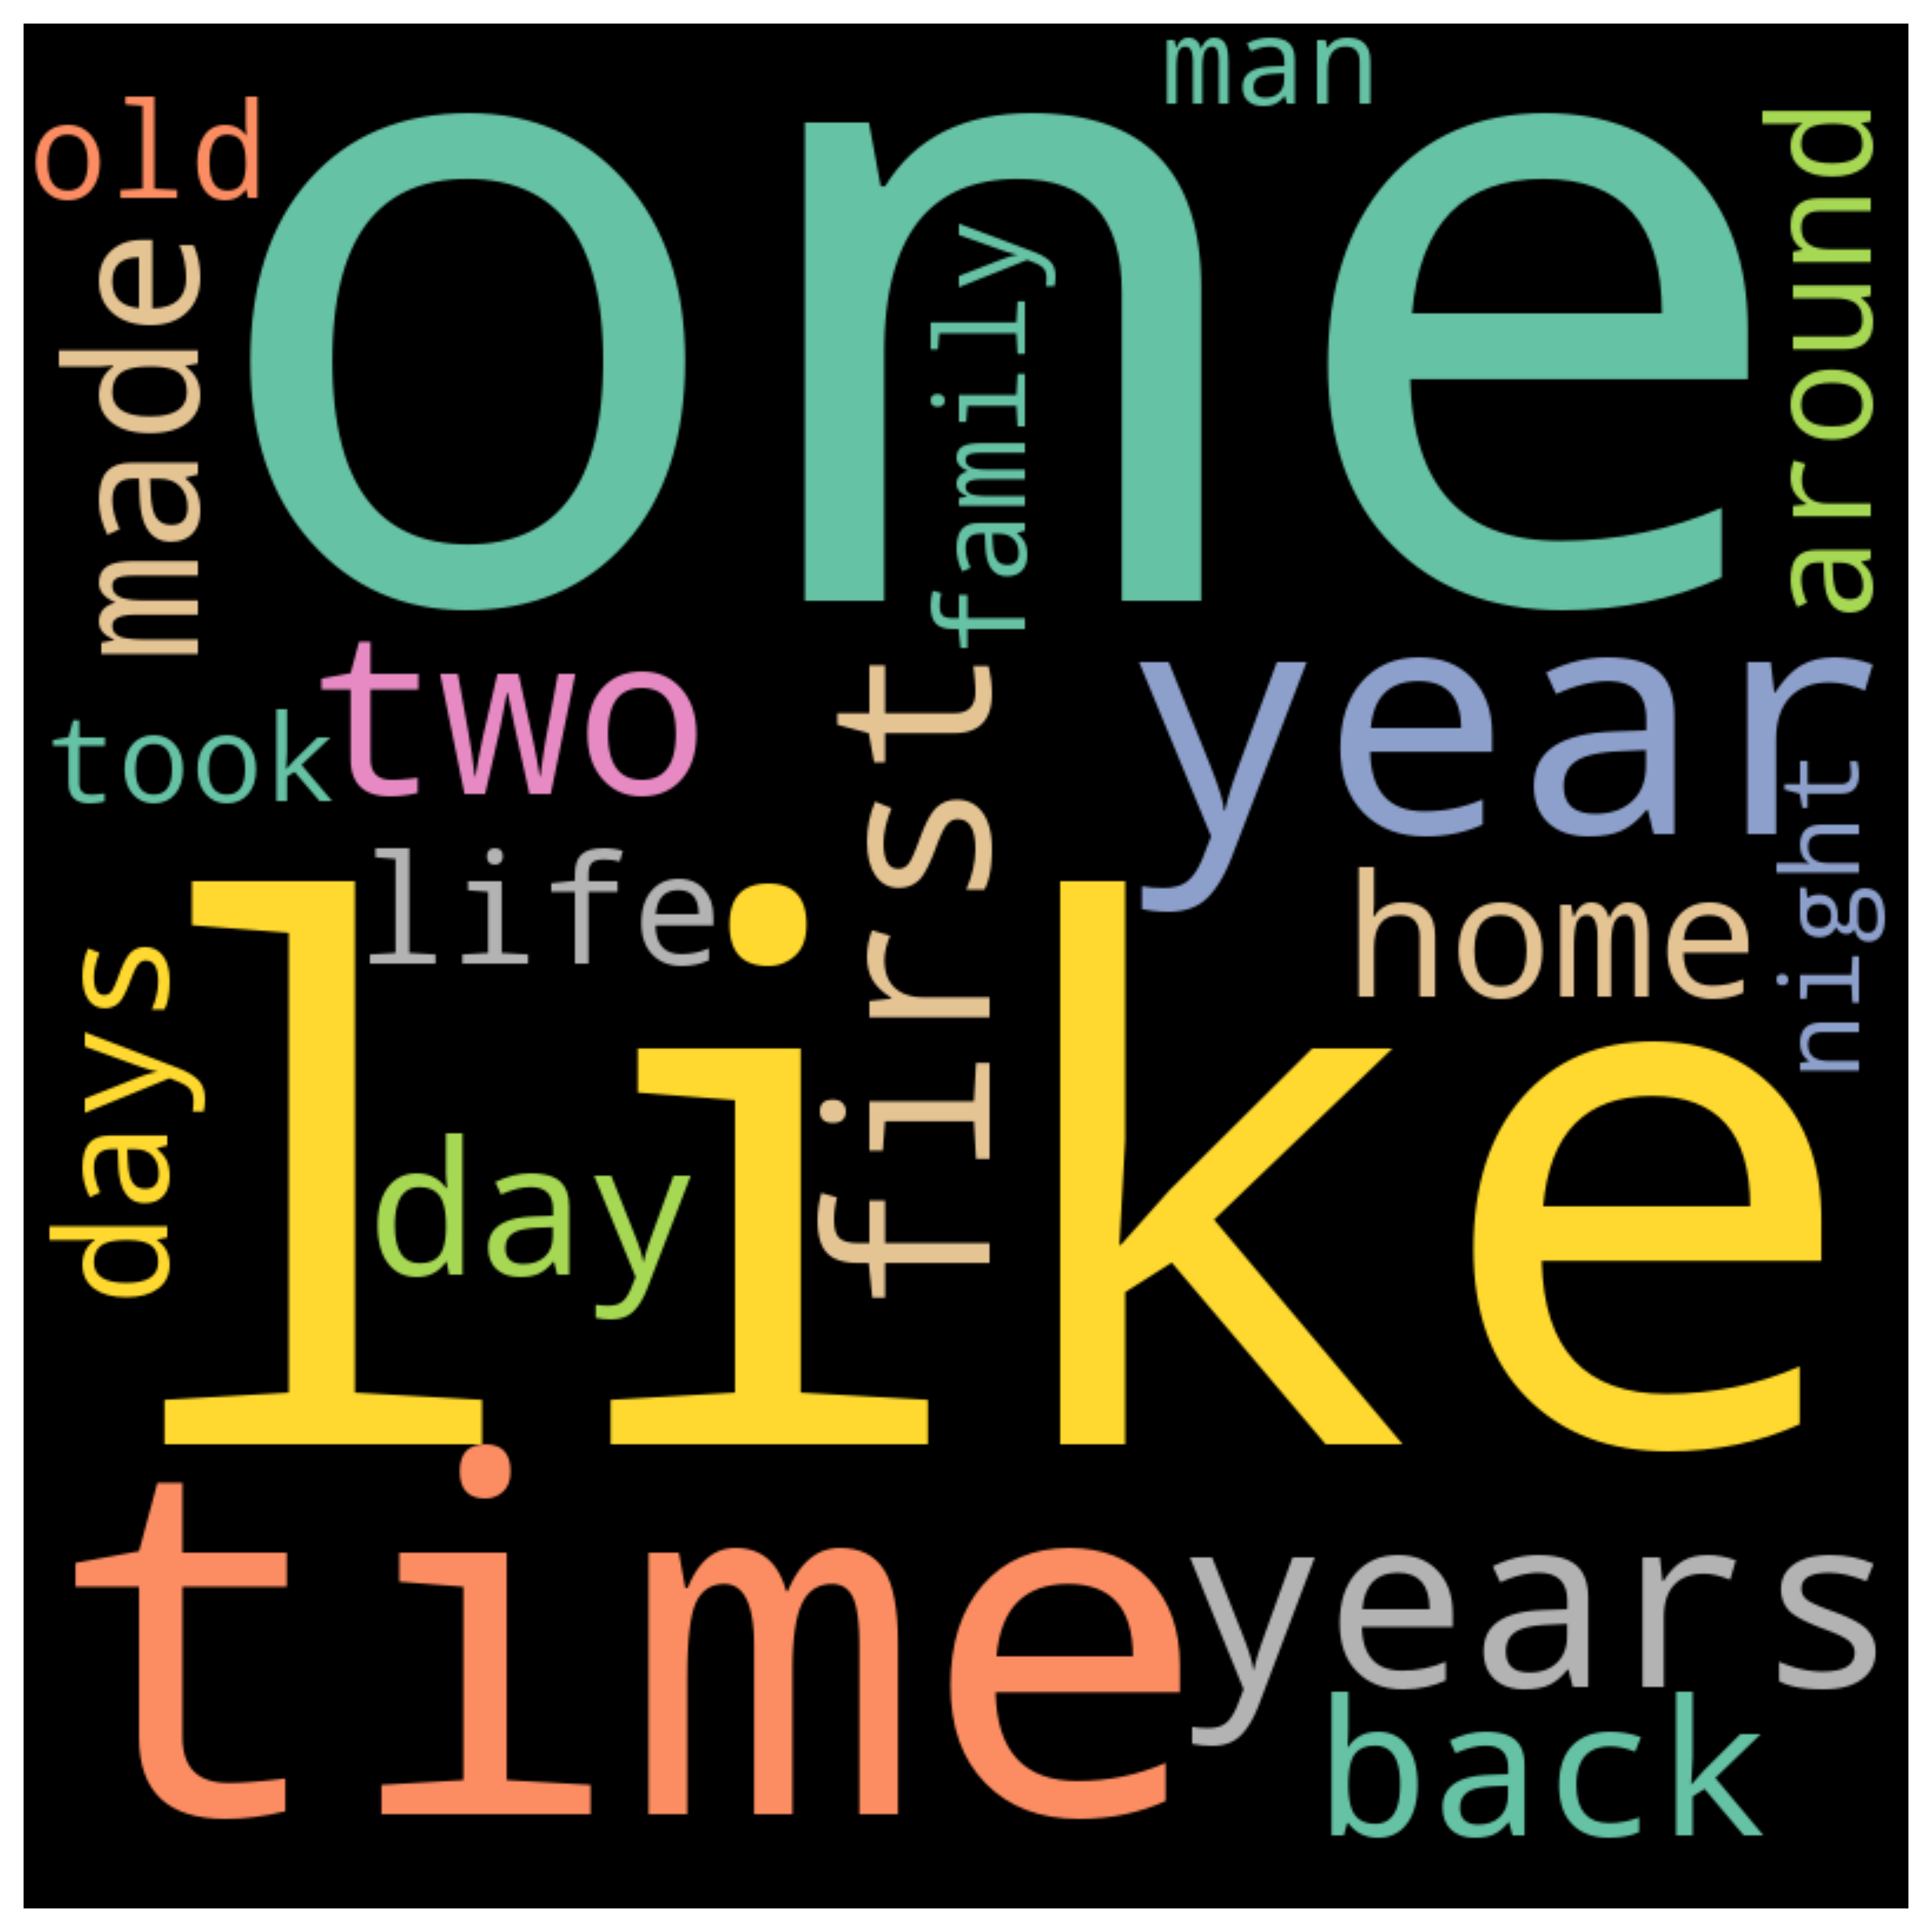 man
old
one
around
made
family
two
year
took
first
night
life
home
like
days
day
time
years
back